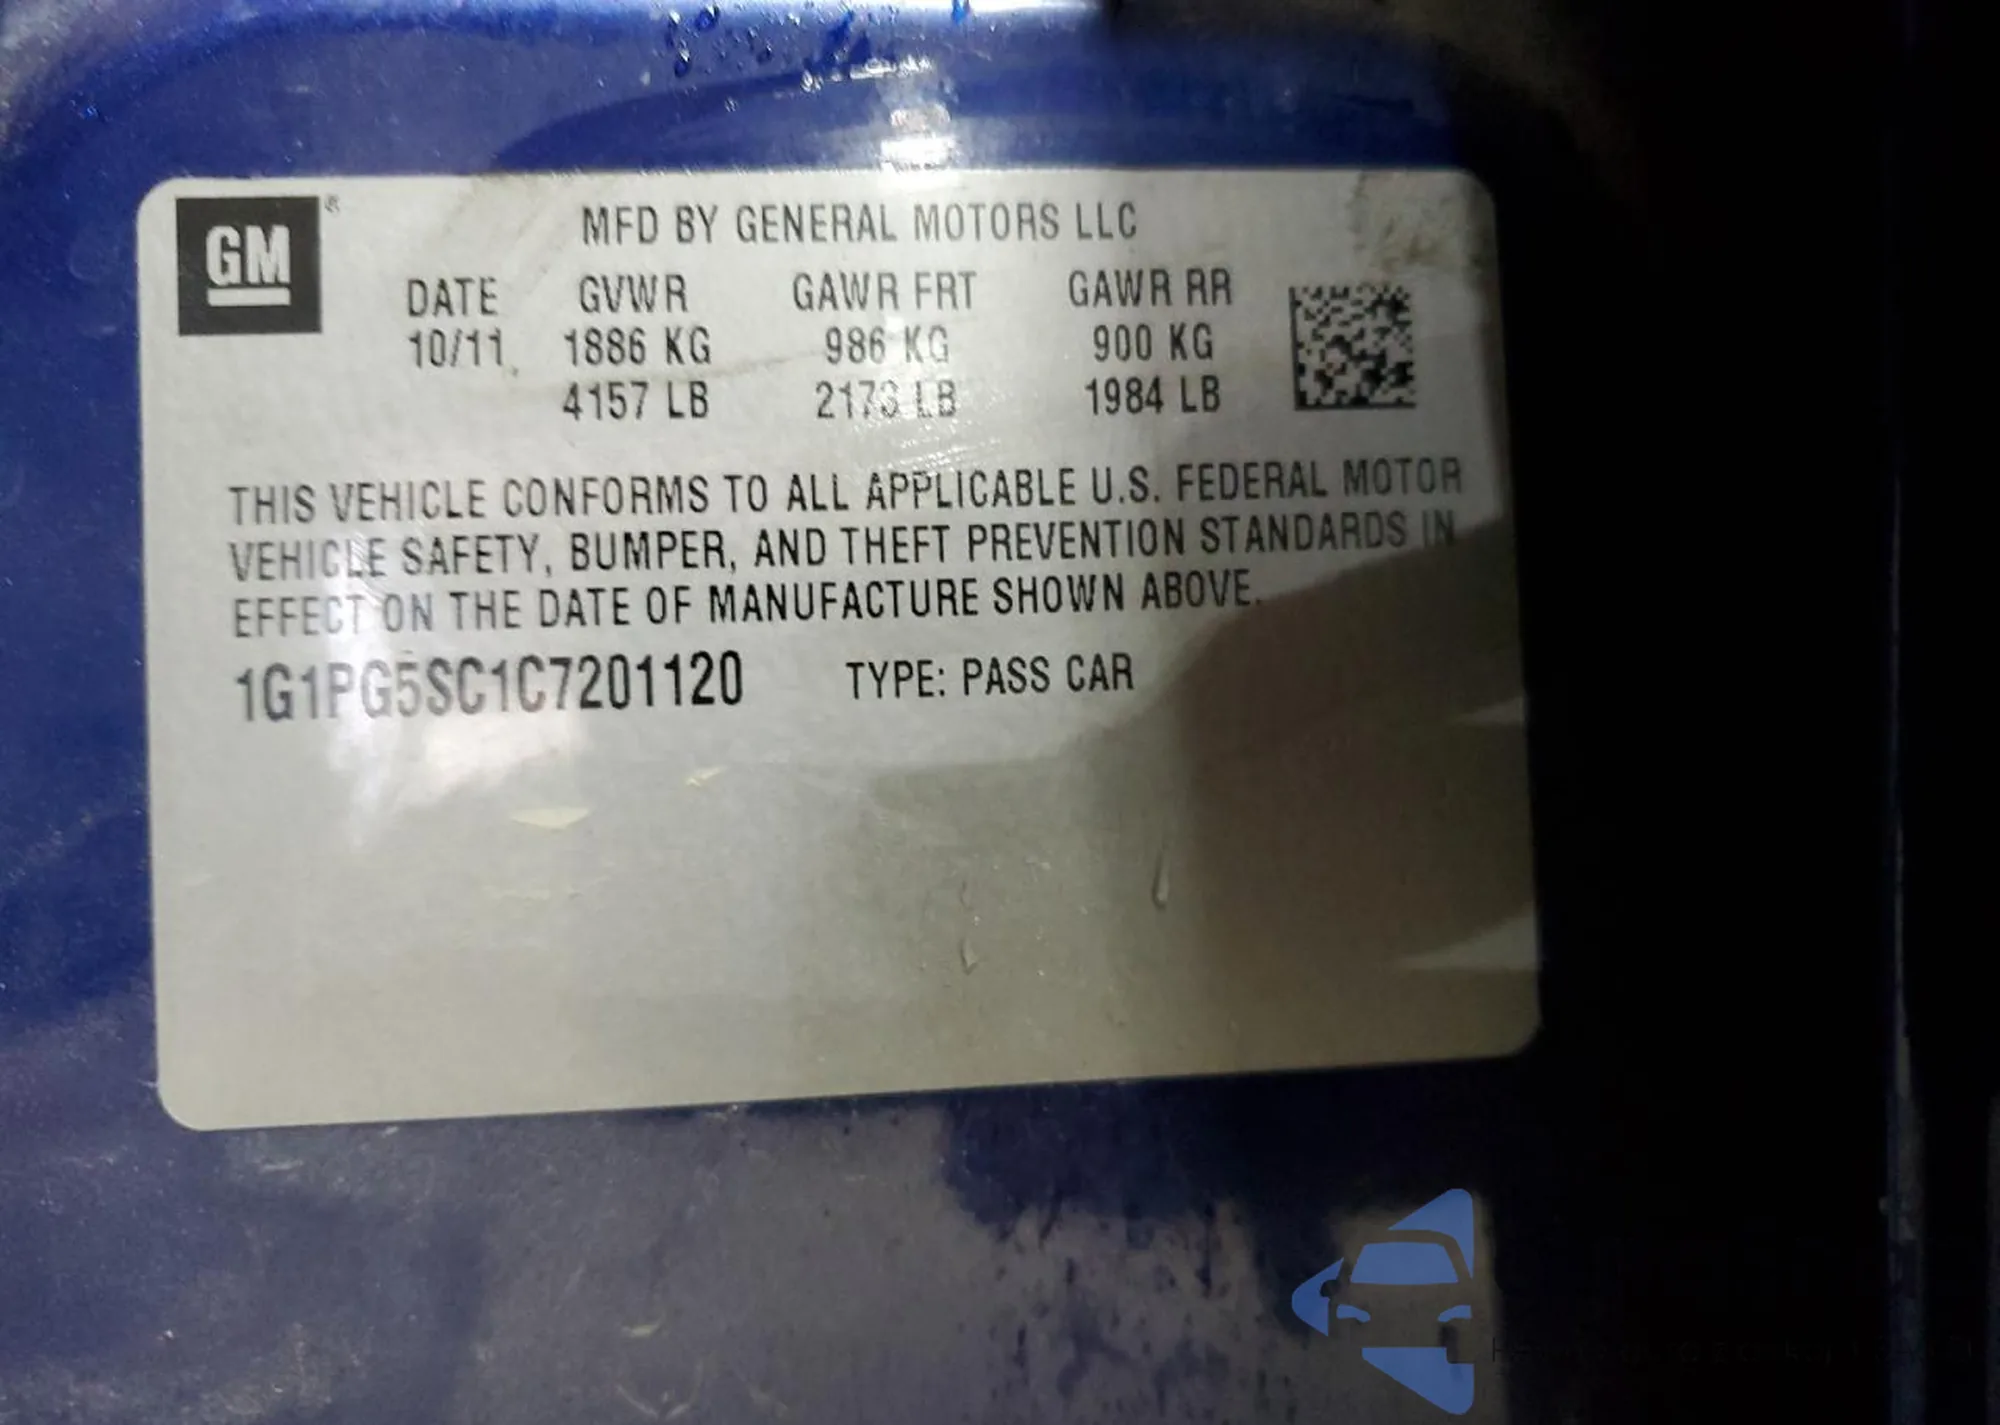 GM ®
MFD BY GENERAL MOTORS LLC
DATE GVWR GAWR FRT GAWR RR
10/11 1886 KG 986 KG 900 KG
4157 LB 2173 LB 1984 LB
THIS VEHICLE CONFORMS TO ALL APPLICABLE U.S. FEDERAL MOTOR
VEHICLE SAFETY, BUMPER, AND THEFT PREVENTION STANDARDS IN
EFFECT ON THE DATE OF MANUFACTURE SHOWN ABOVE.
1G1PG5SC1C7201120 TYPE: PASS CAR